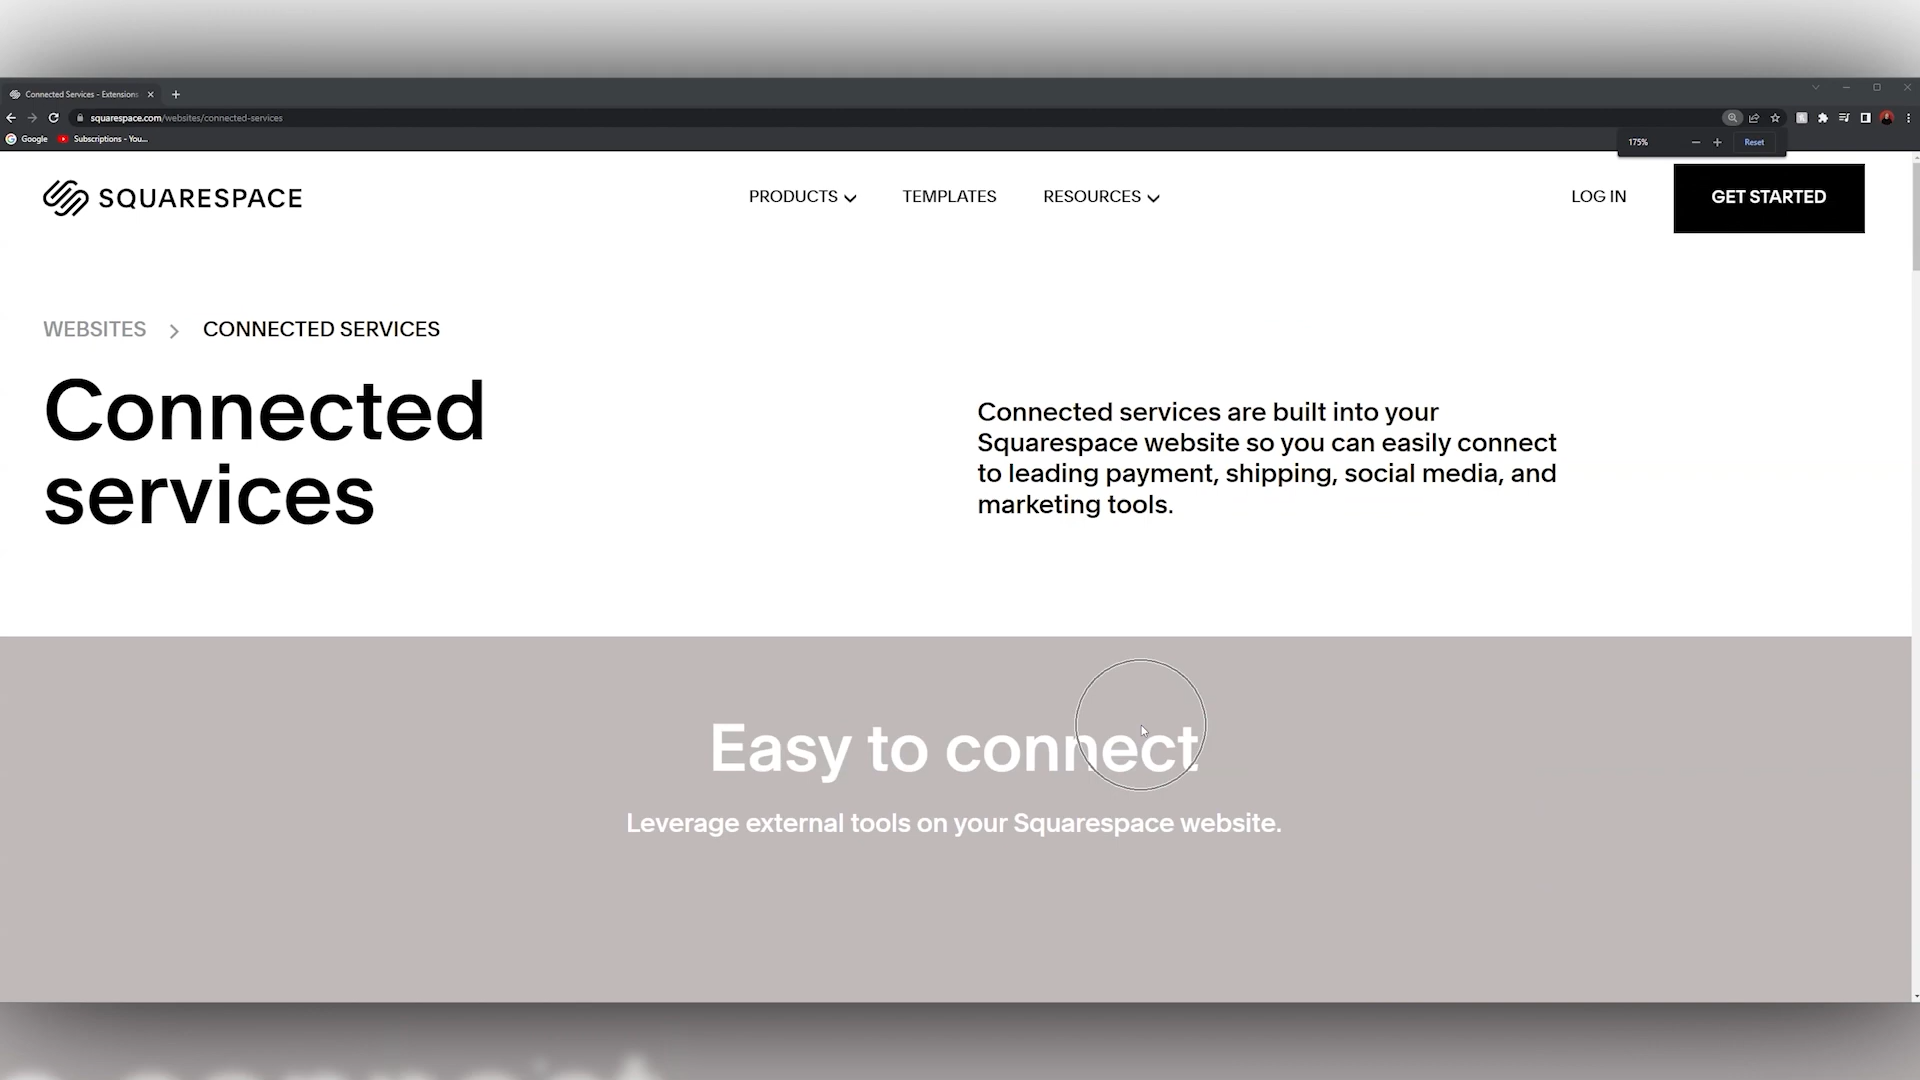 Connected Services - Extensions
squarespace.com/websites/connected-services
Google
Subscriptions - You...
175%
Reset
SQUARESPACE
PRODUCTS
TEMPLATES
RESOURCES
LOG IN
GET STARTED
WEBSITES > CONNECTED SERVICES
Connected
services
Connected services are built into your
Squarespace website so you can easily connect
to leading payment, shipping, social media, and
marketing tools.
Easy to connect
Leverage external tools on your Squarespace website.